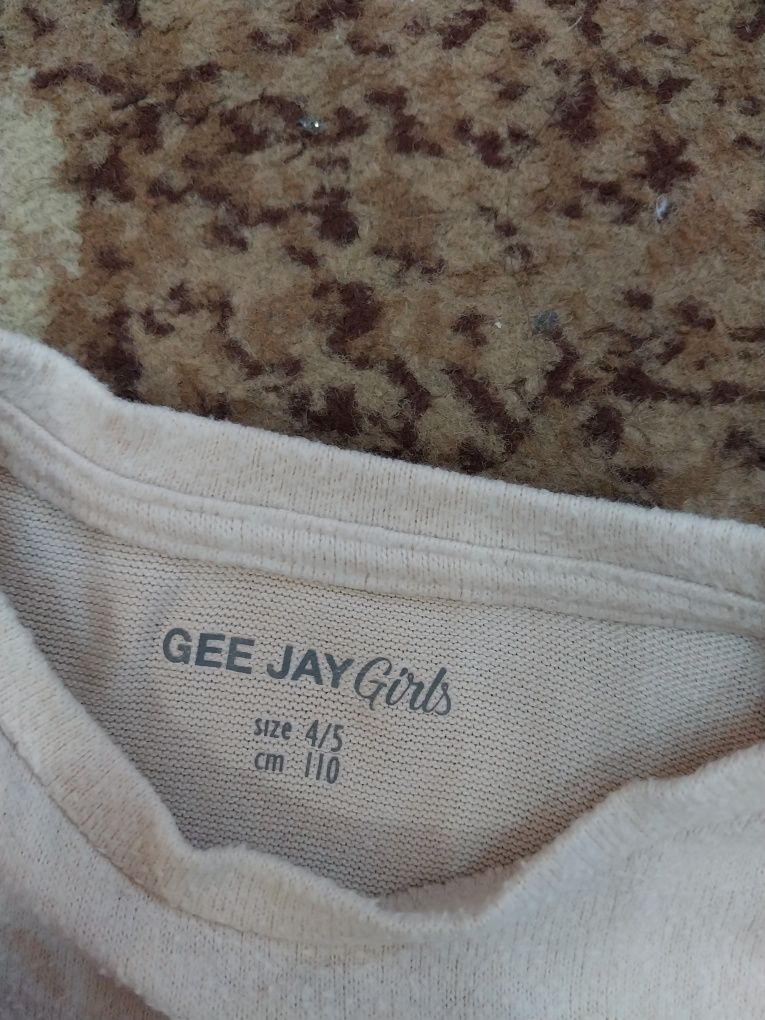 GEE JAY Girls
size 4/5
cm 110